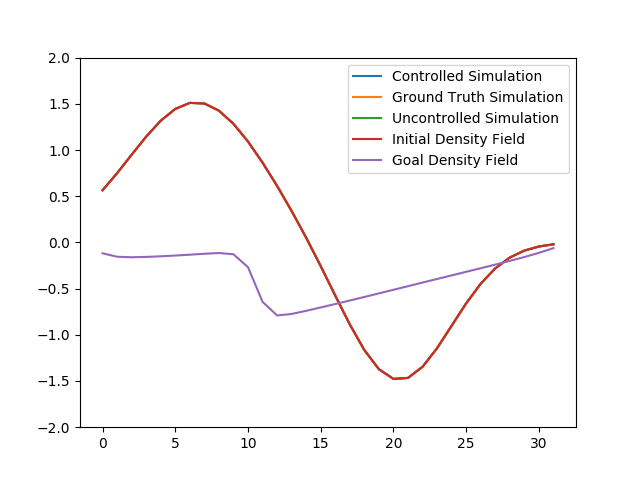 2.0
1.5
1.0
0.5
0.0
−0.5
−1.0
−1.5
−2.0
0 5 10 15 20 25 30
Controlled Simulation
Ground Truth Simulation
Uncontrolled Simulation
Initial Density Field
Goal Density Field